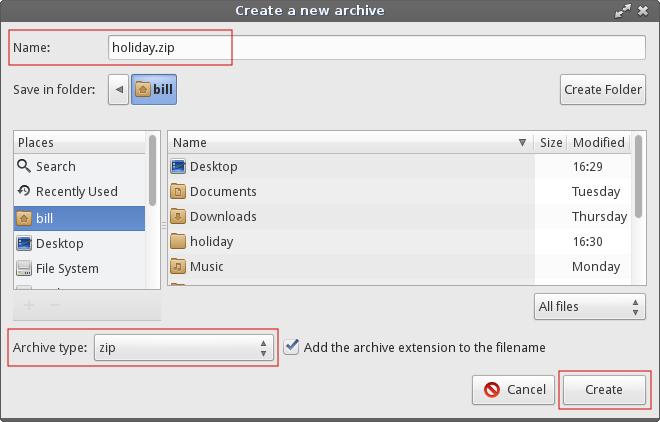 Create a new archive
Name: holiday.zip
Save in folder: bill Create Folder
Places Name Size Modified
Search Desktop 16:29
Recently Used Documents Tuesday
bill Downloads Thursday
Desktop holiday 16:30
File System Music Monday
All files
Archive type: zip Add the archive extension to the filename
Cancel Create